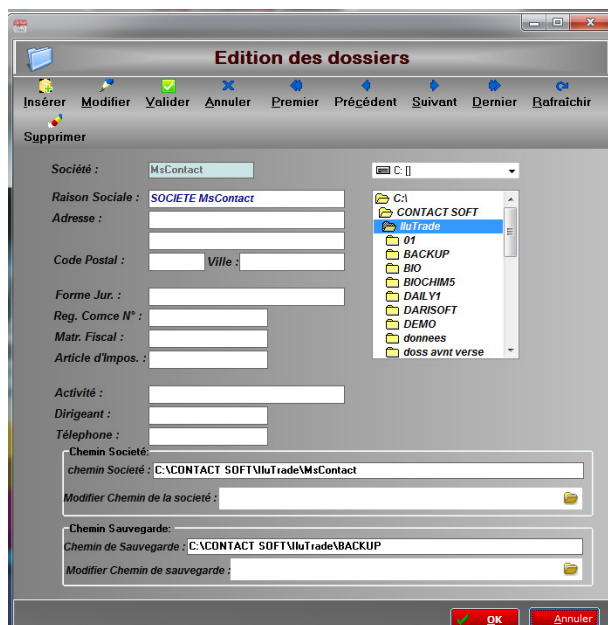 Edition des dossiers
Insérer Modifier Valider Annuler Premier Précédent Suivant Dernier Rafraîchir
Supprimer
Société : MsContact C: []
Raison Sociale : SOCIETE MsContact
Adresse :
Code Postal : Ville :
Forme Jur. :
Reg. Comce N° :
Matr. Fiscal :
Article d'Impos. :
Activité :
Dirigeant :
Télephone :
C:\
CONTACT SOFT
IluTrade
01
BACKUP
BIO
BIOCHIM5
DAILY1
DARISOFT
DEMO
donnees
doss avnt verse
Chemin Societé:
chemin Societé : C:\CONTACT SOFT\IluTrade\MsContact
Modifier Chemin de la societé :
Chemin Sauvegarde:
Chemin de Sauvegarde : C:\CONTACT SOFT\IluTrade\BACKUP
Modifier Chemin de sauvegarde :
OK Annuler